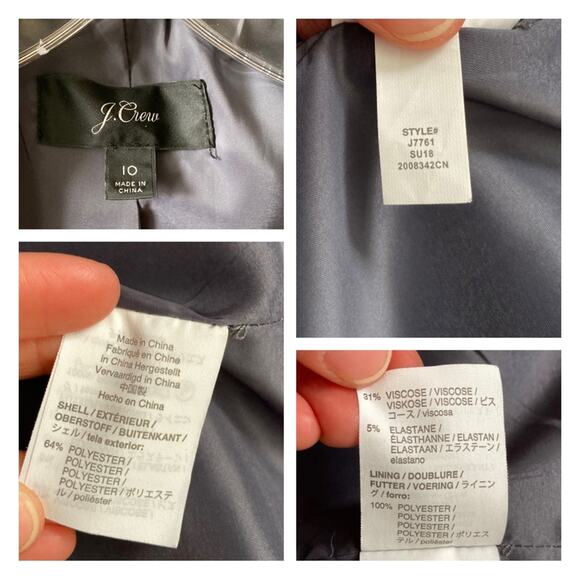 J.Crew
10
MADE IN
CHINA
STYLE#
J7761
SU18
2008342CN
Made in China
Fabriqué en Chine
in China Hergestellt
Vervaardigd in China
中国製
Hecho en China
SHELL / EXTÉRIEUR /
OBERSTOFF / BUITENKANT /
シェル / tela exterior:
64% POLYESTER /
POLYESTER /
POLYESTER /
POLYESTER / ポリエステ
ル / poliéster
31% VISCOSE / VISCOSE /
VISKOSE / VISCOSE / ビス
コース / viscosa
5% ELASTANE /
ÉLASTHANNE / ELASTAN /
ELASTAAN / エラステーン /
elastano
LINING / DOUBLURE /
FUTTER / VOERING / ライニン
グ / forro:
100% POLYESTER /
POLYESTER /
POLYESTER /
POLYESTER / ポリエス
テル / poliéster